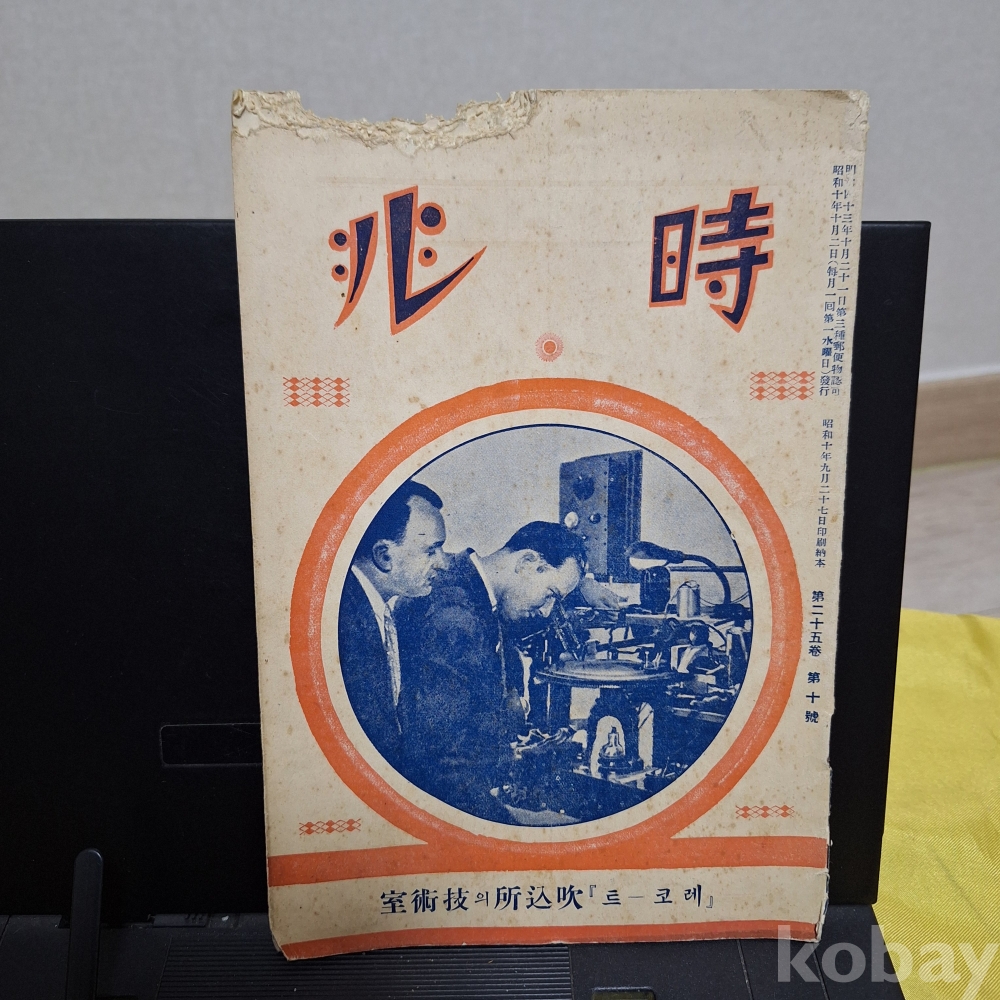 時兆
明治四十三年十月二十一日第三種郵便物認可
昭和十年十月二日(每月一回第一水曜日)發行
昭和十年九月二十七日印刷納本
第二十五卷 第十號
『레코ー트』吹込所의技術室
kobay